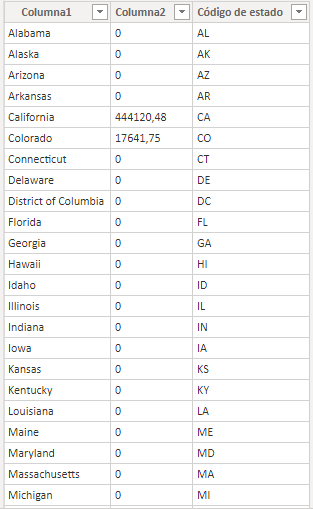 Columna1 Columna2 Código de estado
Alabama 0 AL
Alaska 0 AK
Arizona 0 AZ
Arkansas 0 AR
California 444120,48 CA
Colorado 17641,75 CO
Connecticut 0 CT
Delaware 0 DE
District of Columbia 0 DC
Florida 0 FL
Georgia 0 GA
Hawaii 0 HI
Idaho 0 ID
Illinois 0 IL
Indiana 0 IN
Iowa 0 IA
Kansas 0 KS
Kentucky 0 KY
Louisiana 0 LA
Maine 0 ME
Maryland 0 MD
Massachusetts 0 MA
Michigan 0 MI